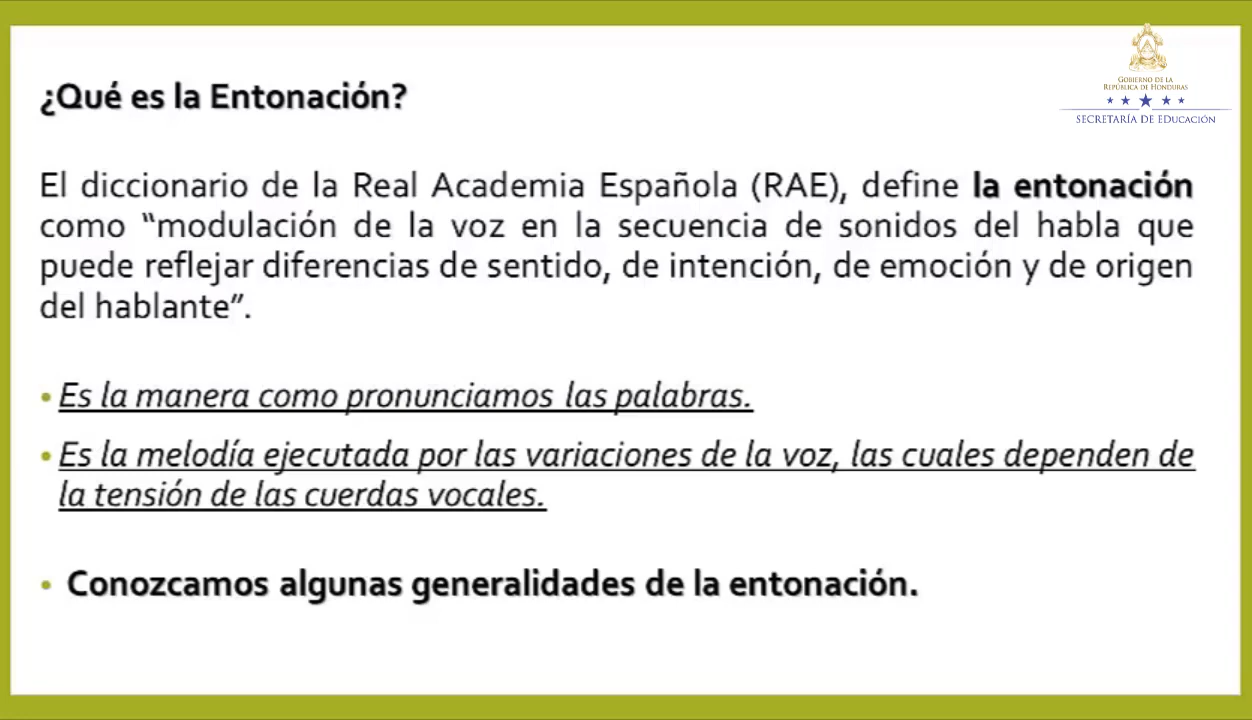 GOBIERNO DE LA
REPÚBLICA DE HONDURAS
SECRETARÍA DE EDUCACIÓN
¿Qué es la Entonación?
El diccionario de la Real Academia Española (RAE), define la entonación
como “modulación de la voz en la secuencia de sonidos del habla que
puede reflejar diferencias de sentido, de intención, de emoción y de origen
del hablante”.
• Es la manera como pronunciamos las palabras.
• Es la melodía ejecutada por las variaciones de la voz, las cuales dependen de
la tensión de las cuerdas vocales.
• Conozcamos algunas generalidades de la entonación.